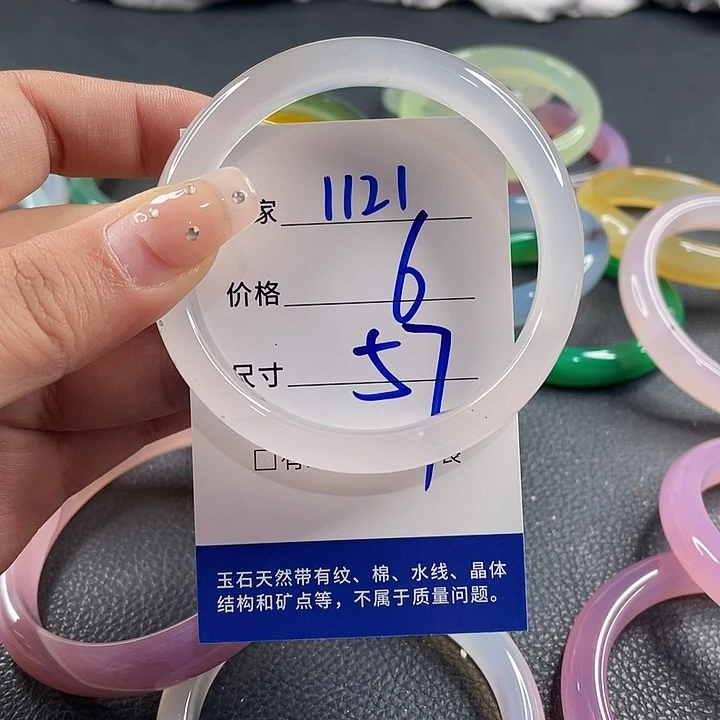 家 1121
价格 6
尺寸 57
□有
玉石天然带有纹、棉、水线、晶体
结构和矿点等，不属于质量问题。